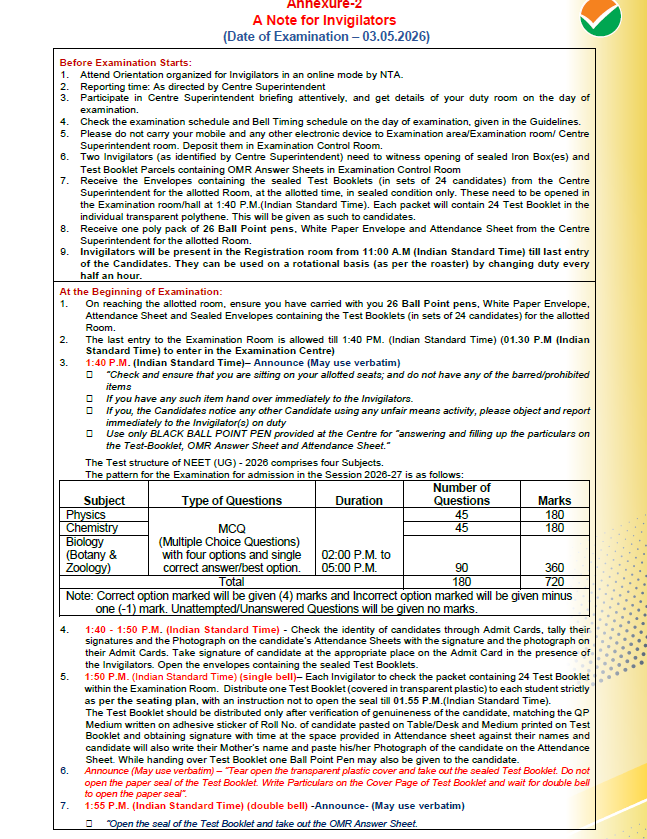 Annexure-2
A Note for Invigilators
(Date of Examination – 03.05.2026)
Before Examination Starts:
1. Attend Orientation organized for Invigilators in an online mode by NTA.
2. Reporting time: As directed by Centre Superintendent
3. Participate in Centre Superintendent briefing attentively, and get details of your duty room on the day of
examination.
4. Check the examination schedule and Bell Timing schedule on the day of examination, given in the Guidelines.
5. Please do not carry your mobile and any other electronic device to Examination area/Examination room/ Centre
Superintendent room. Deposit them in Examination Control Room.
6. Two Invigilators (as identified by Centre Superintendent) need to witness opening of sealed Iron Box(es) and
Test Booklet Parcels containing OMR Answer Sheets in Examination Control Room
7. Receive the Envelopes containing the sealed Test Booklets (in sets of 24 candidates) from the Centre
Superintendent for the allotted Room, at the allotted time, in sealed condition only. These need to be opened in
the Examination room/hall at 1:40 P.M.(Indian Standard Time). Each packet will contain 24 Test Booklet in the
individual transparent polythene. This will be given as such to candidates.
8. Receive one poly pack of 26 Ball Point pens, White Paper Envelope and Attendance Sheet from the Centre
Superintendent for the allotted Room.
9. Invigilators will be present in the Registration room from 11:00 A.M (Indian Standard Time) till last entry
of the Candidates. They can be used on a rotational basis (as per the roaster) by changing duty every
half an hour.
At the Beginning of Examination:
1. On reaching the allotted room, ensure you have carried with you 26 Ball Point pens, White Paper Envelope,
Attendance Sheet and Sealed Envelopes containing the Test Booklets (in sets of 24 candidates) for the allotted
Room.
2. The last entry to the Examination Room is allowed till 1:40 PM. (Indian Standard Time) (01.30 P.M (Indian
Standard Time) to enter in the Examination Centre)
3. 1:40 P.M. (Indian Standard Time)– Announce (May use verbatim)
☐ "Check and ensure that you are sitting on your allotted seats; and do not have any of the barred/prohibited
items
☐ If you have any such item hand over immediately to the Invigilators.
☐ If you, the Candidates notice any other Candidate using any unfair means activity, please object and report
immediately to the Invigilator(s) on duty
☐ Use only BLACK BALL POINT PEN provided at the Centre for "answering and filling up the particulars on
the Test-Booklet, OMR Answer Sheet and Attendance Sheet."
The Test structure of NEET (UG) - 2026 comprises four Subjects.
The pattern for the Examination for admission in the Session 2026-27 is as follows:
Subject Type of Questions Duration Number of Questions Marks
Physics 45 180
Chemistry MCQ 45 180
Biology (Multiple Choice Questions)
(Botany & with four options and single 02:00 P.M. to
Zoology) correct answer/best option. 05:00 P.M. 90 360
Total 180 720
Note: Correct option marked will be given (4) marks and Incorrect option marked will be given minus
one (-1) mark. Unattempted/Unanswered Questions will be given no marks.
4. 1:40 - 1:50 P.M. (Indian Standard Time) - Check the identity of candidates through Admit Cards, tally their
signatures and the Photograph on the candidate's Attendance Sheets with the signature and the photograph on
their Admit Cards. Take signature of candidate at the appropriate place on the Admit Card in the presence of
the Invigilators. Open the envelopes containing the sealed Test Booklets.
5. 1:50 P.M. (Indian Standard Time) (single bell)– Each Invigilator to check the packet containing 24 Test Booklet
within the Examination Room. Distribute one Test Booklet (covered in transparent plastic) to each student strictly
as per the seating plan, with an instruction not to open the seal till 01.55 P.M.(Indian Standard Time).
The Test Booklet should be distributed only after verification of genuineness of the candidate, matching the QP
Medium written on adhesive sticker of Roll No. of candidate pasted on Table/Desk and Medium printed on Test
Booklet and obtaining signature with time at the space provided in Attendance sheet against their names and
candidate will also write their Mother's name and paste his/her Photograph of the candidate on the Attendance
Sheet. While handing over Test Booklet one Ball Point Pen may also be given to the candidate.
6. Announce (May use verbatim) – "Tear open the transparent plastic cover and take out the sealed Test Booklet. Do not
open the paper seal of the Test Booklet. Write Particulars on the Cover Page of Test Booklet and wait for double bell
to open the paper seal".
7. 1:55 P.M. (Indian Standard Time) (double bell) -Announce- (May use verbatim)
☐ "Open the seal of the Test Booklet and take out the OMR Answer Sheet.